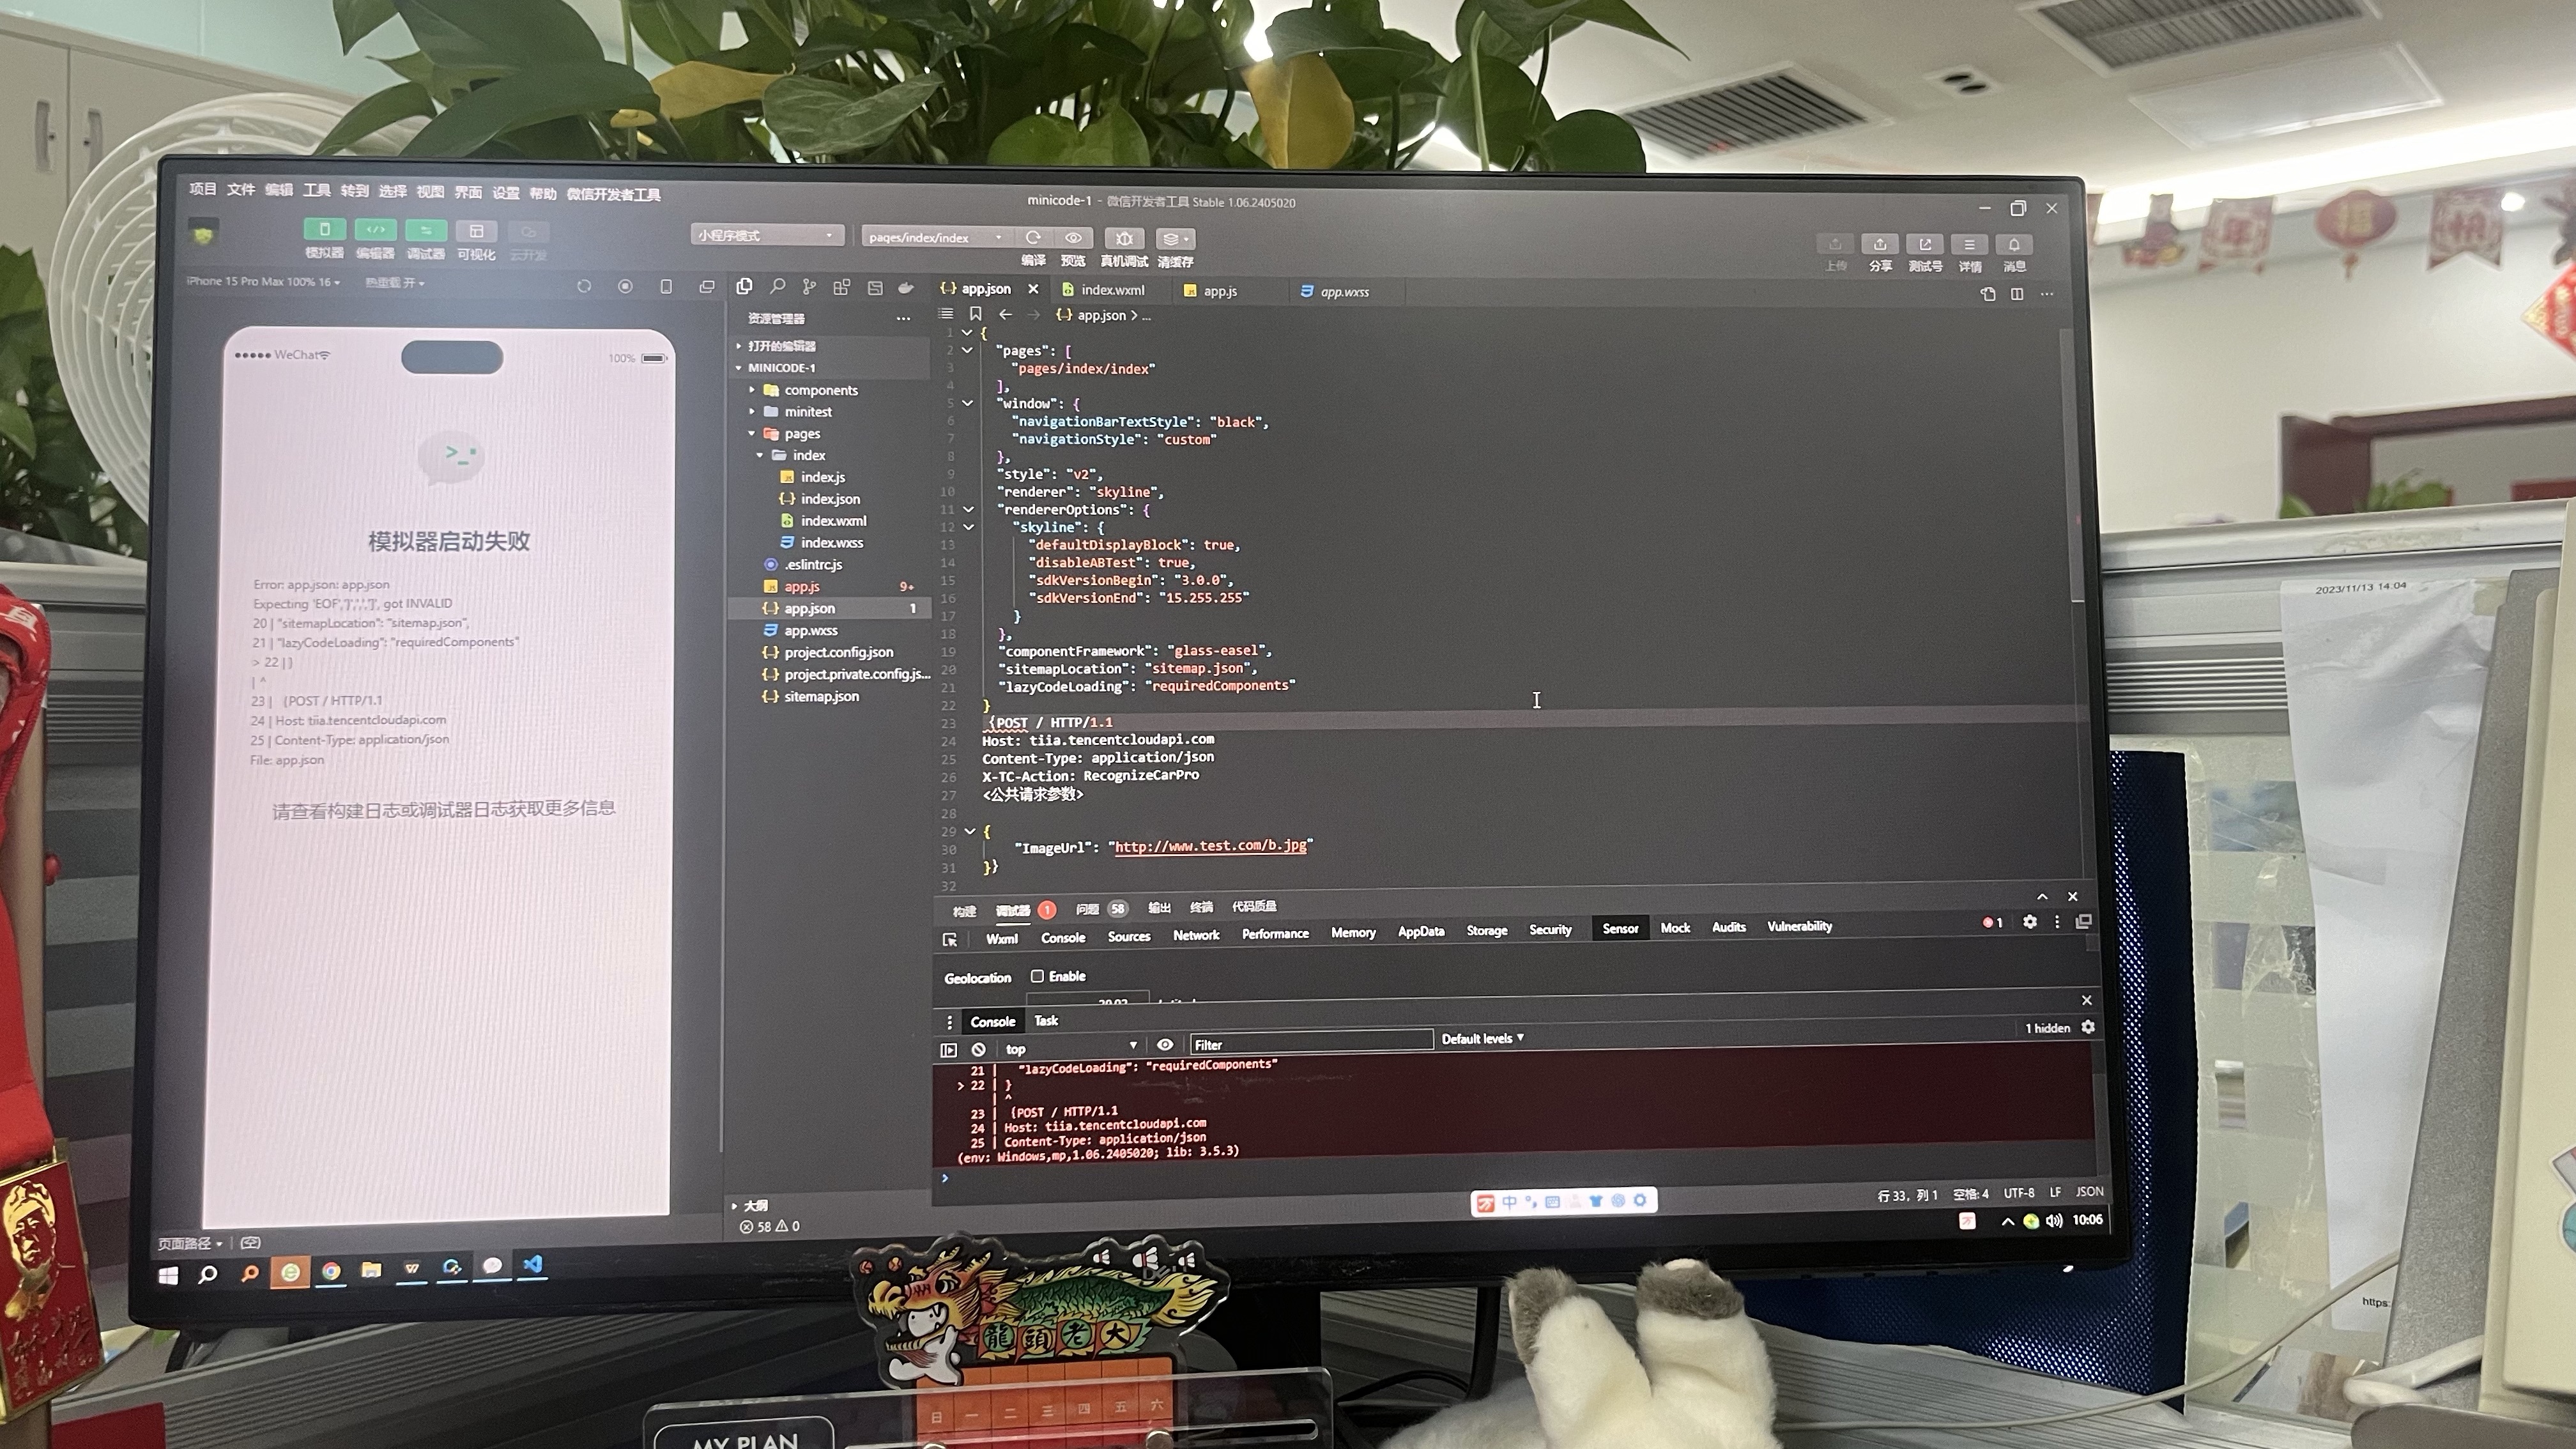 项目 文件 编辑 工具 转到 选择 视图 界面 设置 帮助 微信开发者工具
minicode-1 - 微信开发者工具 Stable 1.06.2405020
模拟器 编辑器 调试器 可视化 云开发
小程序模式
pages/index/index
编译 预览 真机调试 清缓存
上传 分享 测试号 详情 消息
iPhone 15 Pro Max 100% 16
热重载 开
WeChat
100%
模拟器启动失败
Error: app.json: app.json
Expecting 'EOF','}',',',']', got INVALID
20 | "sitemapLocation": "sitemap.json",
21 | "lazyCodeLoading": "requiredComponents"
> 22 | }
| ^
23 | {POST / HTTP/1.1
24 | Host: tiia.tencentcloudapi.com
25 | Content-Type: application/json
File: app.json
请查看构建日志或调试器日志获取更多信息
页面路径
(空)
资源管理器
打开的编辑器
MINICODE-1
components
minitest
pages
index
index.js
index.json
index.wxml
index.wxss
.eslintrc.js
app.js 9+
app.json 1
app.wxss
project.config.json
project.private.config.js...
sitemap.json
大纲
58 0
app.json
index.wxml
app.js
app.wxss
app.json > ...
1 {
2 "pages": [
3 "pages/index/index"
4 ],
5 "window": {
6 "navigationBarTextStyle": "black",
7 "navigationStyle": "custom"
8 },
9 "style": "v2",
10 "renderer": "skyline",
11 "rendererOptions": {
12 "skyline": {
13 "defaultDisplayBlock": true,
14 "disableABTest": true,
15 "sdkVersionBegin": "3.0.0",
16 "sdkVersionEnd": "15.255.255"
17 }
18 },
19 "componentFramework": "glass-easel",
20 "sitemapLocation": "sitemap.json",
21 "lazyCodeLoading": "requiredComponents"
22 }
23 {POST / HTTP/1.1
24 Host: tiia.tencentcloudapi.com
25 Content-Type: application/json
26 X-TC-Action: RecognizeCarPro
27 <公共请求参数>
28
29 {
30 "ImageUrl": "http://www.test.com/b.jpg"
31 }}
32
构建 调试器 1 问题 58 输出 终端 代码质量
Wxml Console Sources Network Performance Memory AppData Storage Security Sensor Mock Audits Vulnerability
1
Geolocation Enable
Console Task
top
Filter
Default levels
1 hidden
21 | "lazyCodeLoading": "requiredComponents"
> 22 | }
| ^
23 | {POST / HTTP/1.1
24 | Host: tiia.tencentcloudapi.com
25 | Content-Type: application/json
(env: Windows,mp,1.06.2405020; lib: 3.5.3)
>
中
行 33, 列 1 空格: 4 UTF-8 LF JSON
10:06
龍頭老大
日 一 二 三 四 五 六
MY PLAN
2023/11/13 14:04
https:
年
福